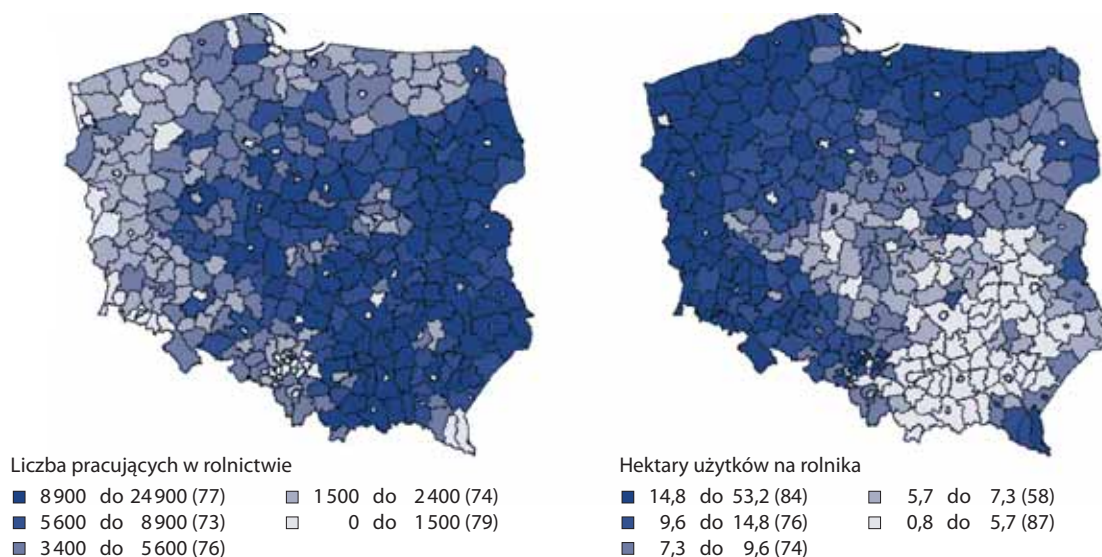 Liczba pracujących w rolnictwie
8 900 do 24 900 (77)
5 600 do 8 900 (73)
3 400 do 5 600 (76)
1 500 do 2 400 (74)
0 do 1 500 (79)
Hektary użytków na rolnika
14,8 do 53,2 (84)
9,6 do 14,8 (76)
7,3 do 9,6 (74)
5,7 do 7,3 (58)
0,8 do 5,7 (87)